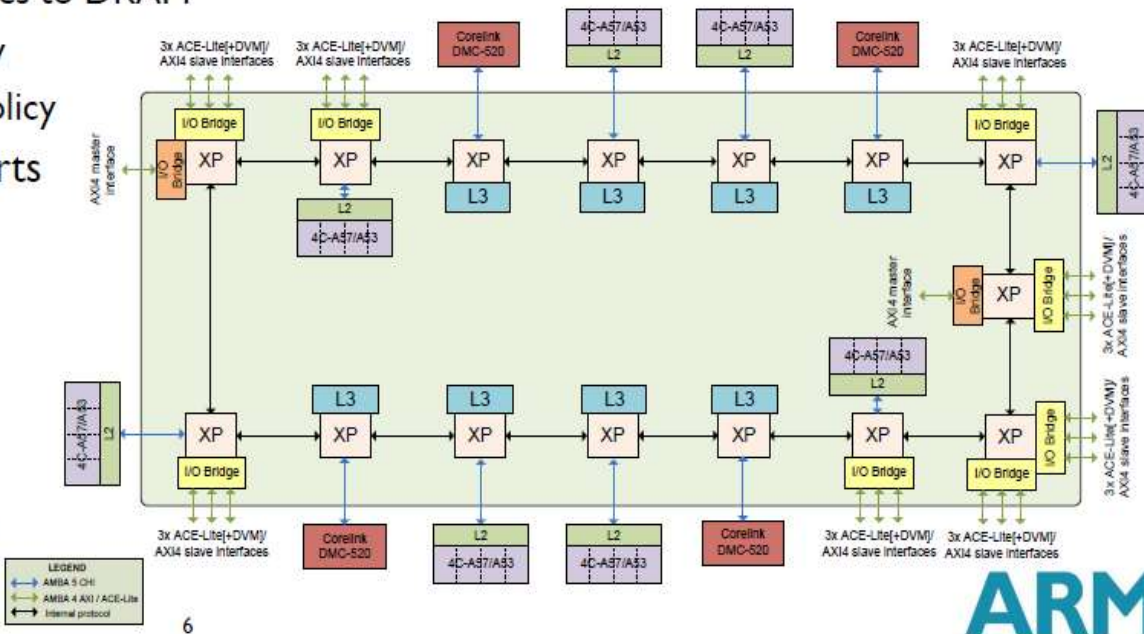 es to DRAM
olicy
rts
3x ACE-Lite[+DVM]/
AXI4 slave interfaces
3x ACE-Lite[+DVM]/
AXI4 slave interfaces
Corelink
DMC-520
4C-A57/A53
L2
4C-A57/A53
L2
Corelink
DMC-520
3x ACE-Lite[+DVM]/
AXI4 slave interfaces
I/O Bridge
I/O Bridge
I/O Bridge
AXI4 master
interface
I/O
Bridge
XP
XP
XP
XP
XP
XP
XP
L2
4C-A57/A53
L2
4C-A57/A53
L3
L3
L3
L3
AXI4 master
interface
I/O
Bridge
XP
I/O Bridge
3x ACE-Lite[+DVM]/
AXI4 slave interfaces
4C-A57/A53
L2
4C-A57/A53
L2
L3
L3
L3
L3
XP
XP
XP
XP
XP
XP
XP
I/O Bridge
3x ACE-Lite[+DVM]/
AXI4 slave interfaces
I/O Bridge
I/O Bridge
I/O Bridge
3x ACE-Lite[+DVM]/
AXI4 slave interfaces
Corelink
DMC-520
L2
4C-A57/A53
L2
4C-A57/A53
Corelink
DMC-520
3x ACE-Lite[+DVM]/
AXI4 slave interfaces
3x ACE-Lite[+DVM]/
AXI4 slave interfaces
LEGEND
AMBA 5 CHI
AMBA 4 AXI / ACE-Lite
Internal protocol
6
ARM